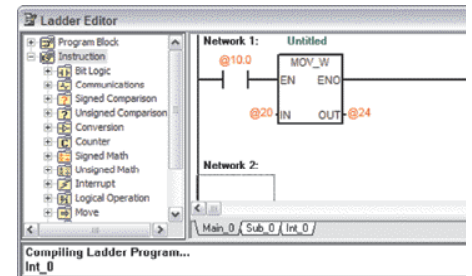 Ladder Editor
Program Block
Instruction
Bit Logic
Communications
Signed Comparison
Unsigned Comparison
Conversion
Counter
Signed Math
Unsigned Math
Interrupt
Logical Operation
Move
Network 1: Untitled
@10.0
MOV_W
EN ENO
@20 IN OUT @24
Network 2:
Main_0 Sub_0 Int_0
Compiling Ladder Program...
Int_0